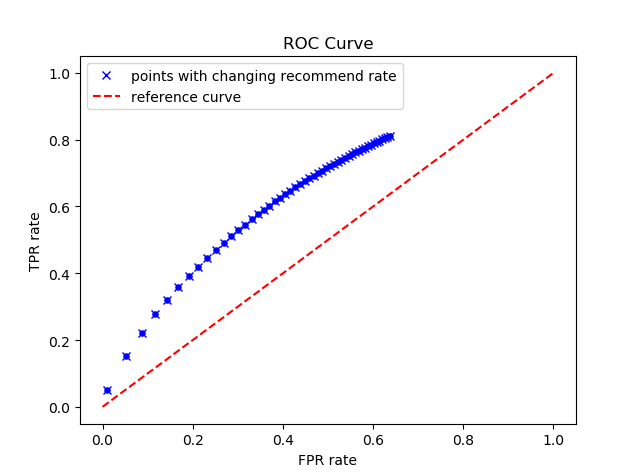 ROC Curve
points with changing recommend rate
reference curve
TPR rate
1.0
0.8
0.6
0.4
0.2
0.0
0.0 0.2 0.4 0.6 0.8 1.0
FPR rate